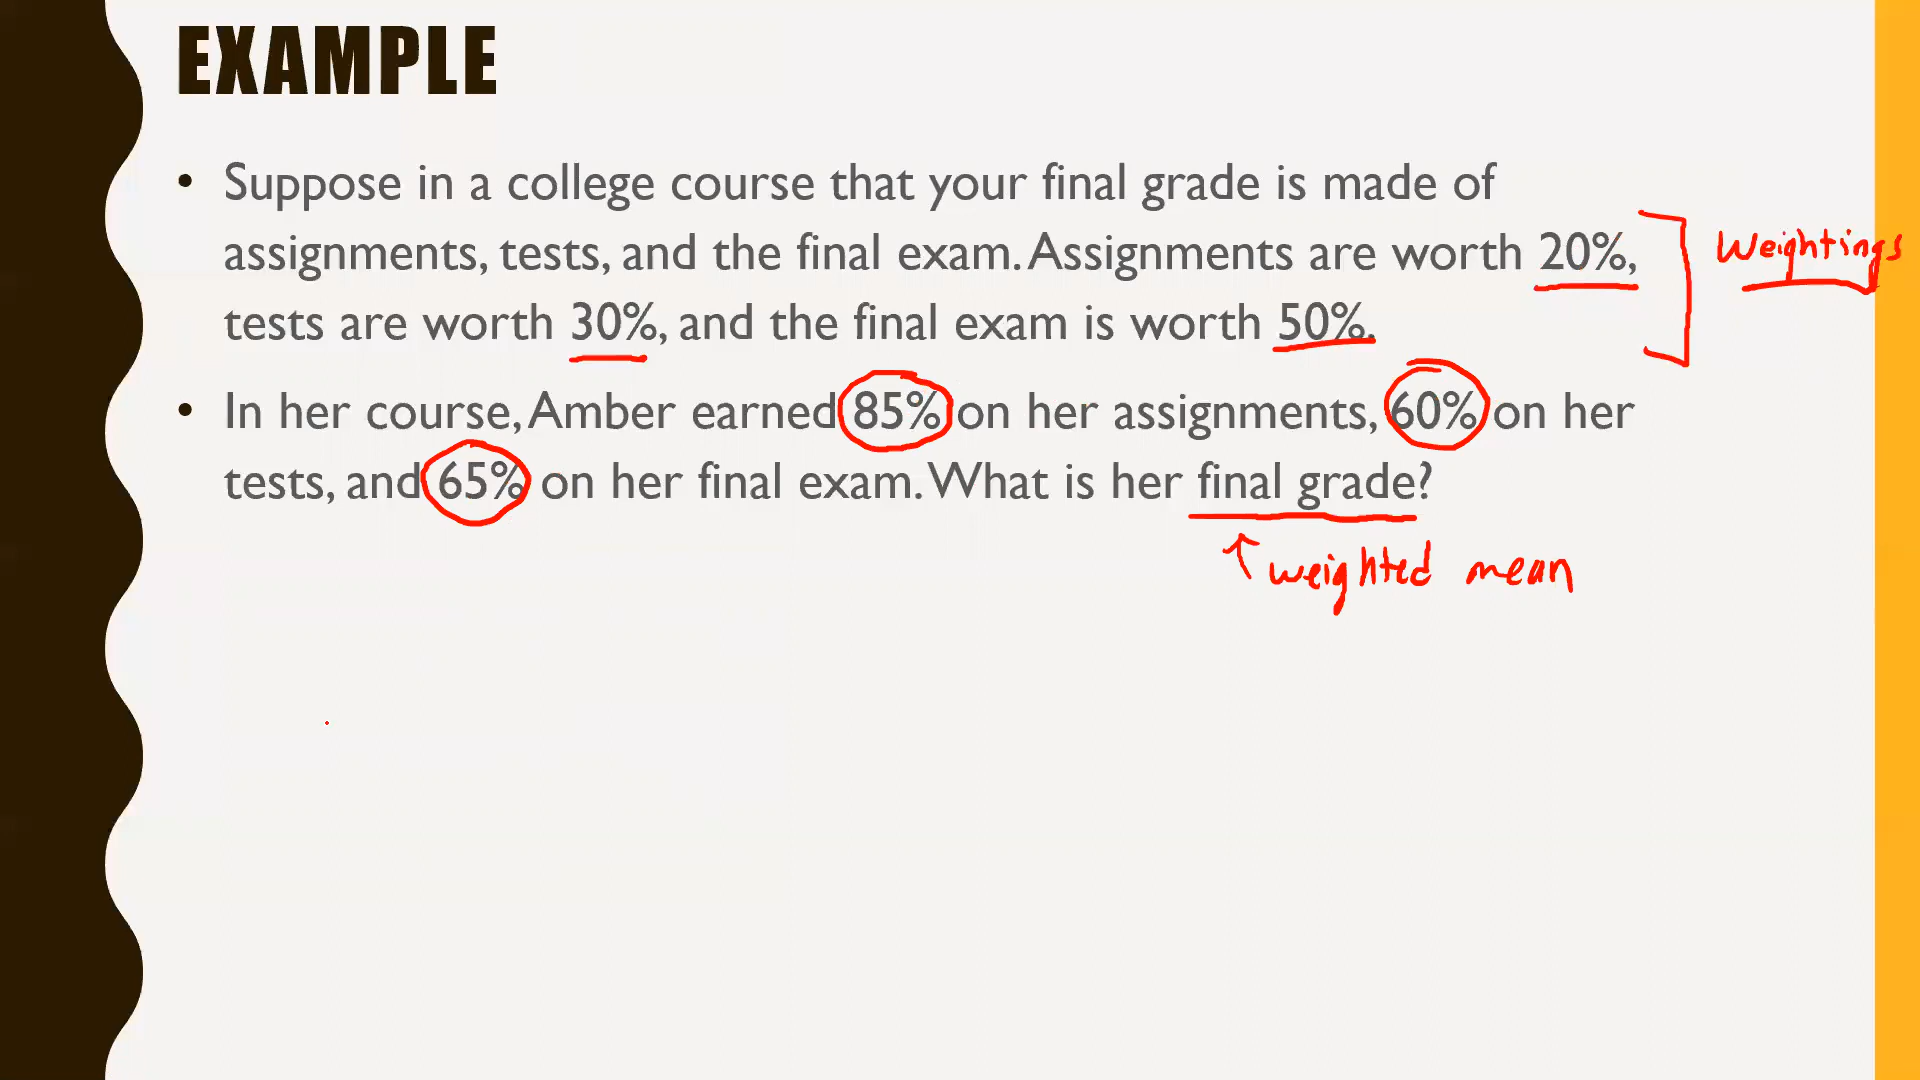 EXAMPLE
• Suppose in a college course that your final grade is made of
assignments, tests, and the final exam. Assignments are worth 20%,
Weightings
tests are worth 30%, and the final exam is worth 50%.
• In her course, Amber earned 85% on her assignments, 60% on her
tests, and 65% on her final exam. What is her final grade?
weighted mean